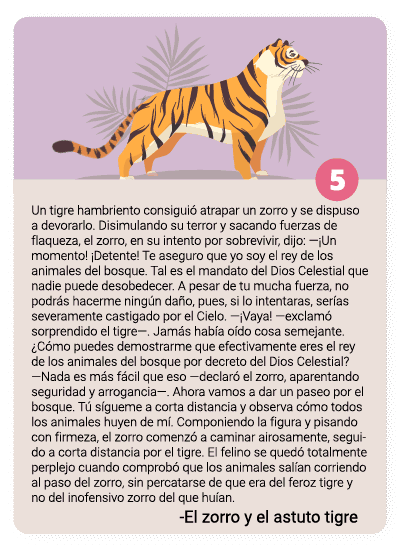 5
Un tigre hambriento consiguió atrapar un zorro y se dispuso
a devorarlo. Disimulando su terror y sacando fuerzas de
flaqueza, el zorro, en su intento por sobrevivir, dijo: —¡Un
momento! ¡Detente! Te aseguro que yo soy el rey de los
animales del bosque. Tal es el mandato del Dios Celestial que
nadie puede desobedecer. A pesar de tu mucha fuerza, no
podrás hacerme ningún daño, pues, si lo intentaras, serías
severamente castigado por el Cielo. —¡Vaya! —exclamó
sorprendido el tigre—. Jamás había oído cosa semejante.
¿Cómo puedes demostrarme que efectivamente eres el rey
de los animales del bosque por decreto del Dios Celestial?
—Nada es más fácil que eso —declaró el zorro, aparentando
seguridad y arrogancia—. Ahora vamos a dar un paseo por el
bosque. Tú sígueme a corta distancia y observa cómo todos
los animales huyen de mí. Componiendo la figura y pisando
con firmeza, el zorro comenzó a caminar airosamente, segui-
do a corta distancia por el tigre. El felino se quedó totalmente
perplejo cuando comprobó que los animales salían corriendo
al paso del zorro, sin percatarse de que era del feroz tigre y
no del inofensivo zorro del que huían.
-El zorro y el astuto tigre